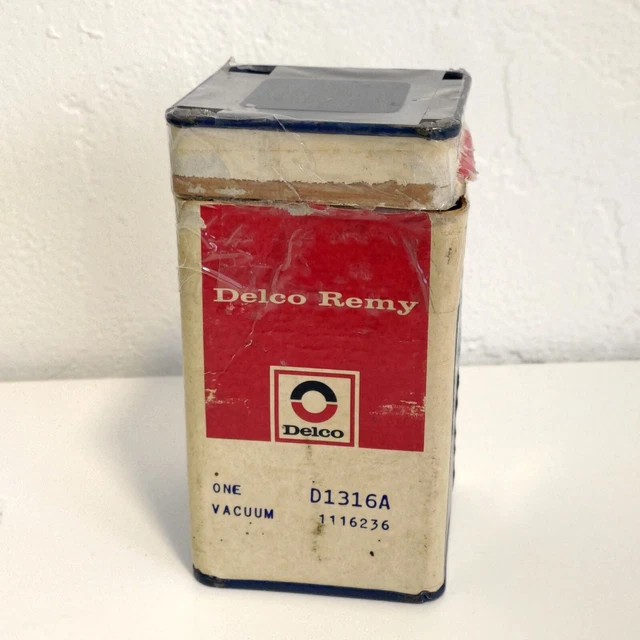 Delco Remy
Delco
ONE D1316A
VACUUM 1116236